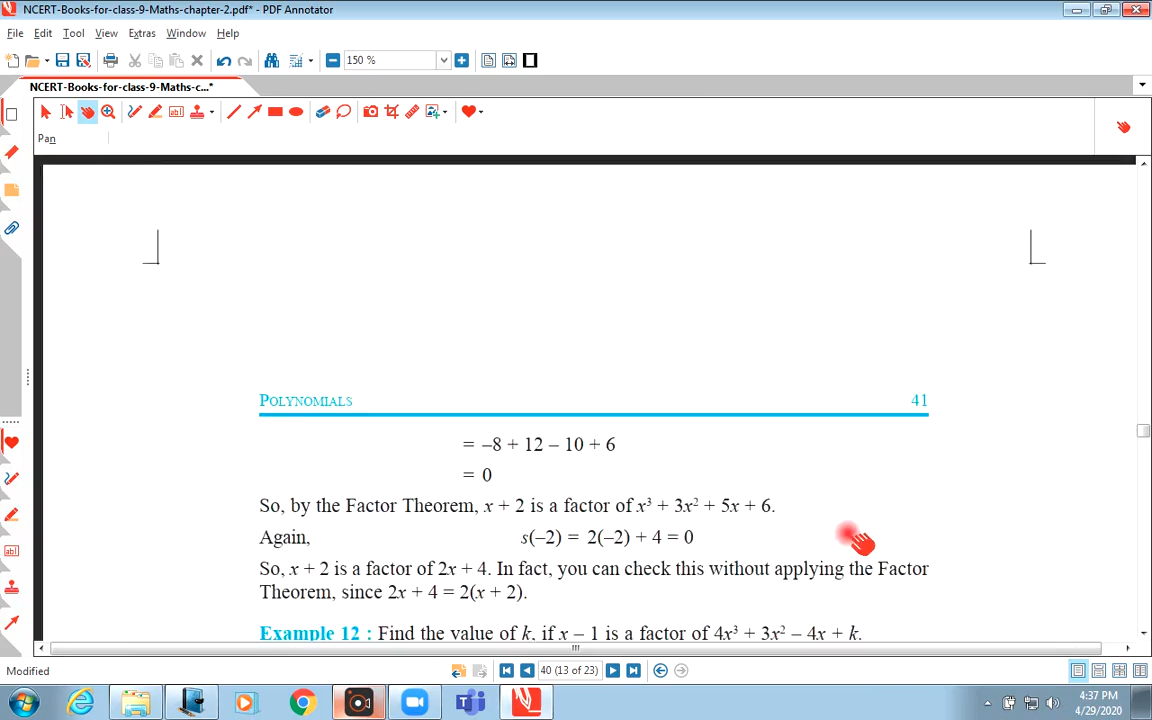 NCERT-Books-for-class-9-Maths-chapter-2.pdf* - PDF Annotator
File Edit Tool View Extras Window Help
150 %
NCERT-Books-for-class-9-Maths-c...*
Pan
POLYNOMIALS 41
= –8 + 12 – 10 + 6
= 0
So, by the Factor Theorem, x + 2 is a factor of x³ + 3x² + 5x + 6.
Again, s(–2) = 2(–2) + 4 = 0
So, x + 2 is a factor of 2x + 4. In fact, you can check this without applying the Factor
Theorem, since 2x + 4 = 2(x + 2).
Example 12 : Find the value of k, if x – 1 is a factor of 4x³ + 3x² – 4x + k.
Modified 40 (13 of 23)
4:37 PM
4/29/2020